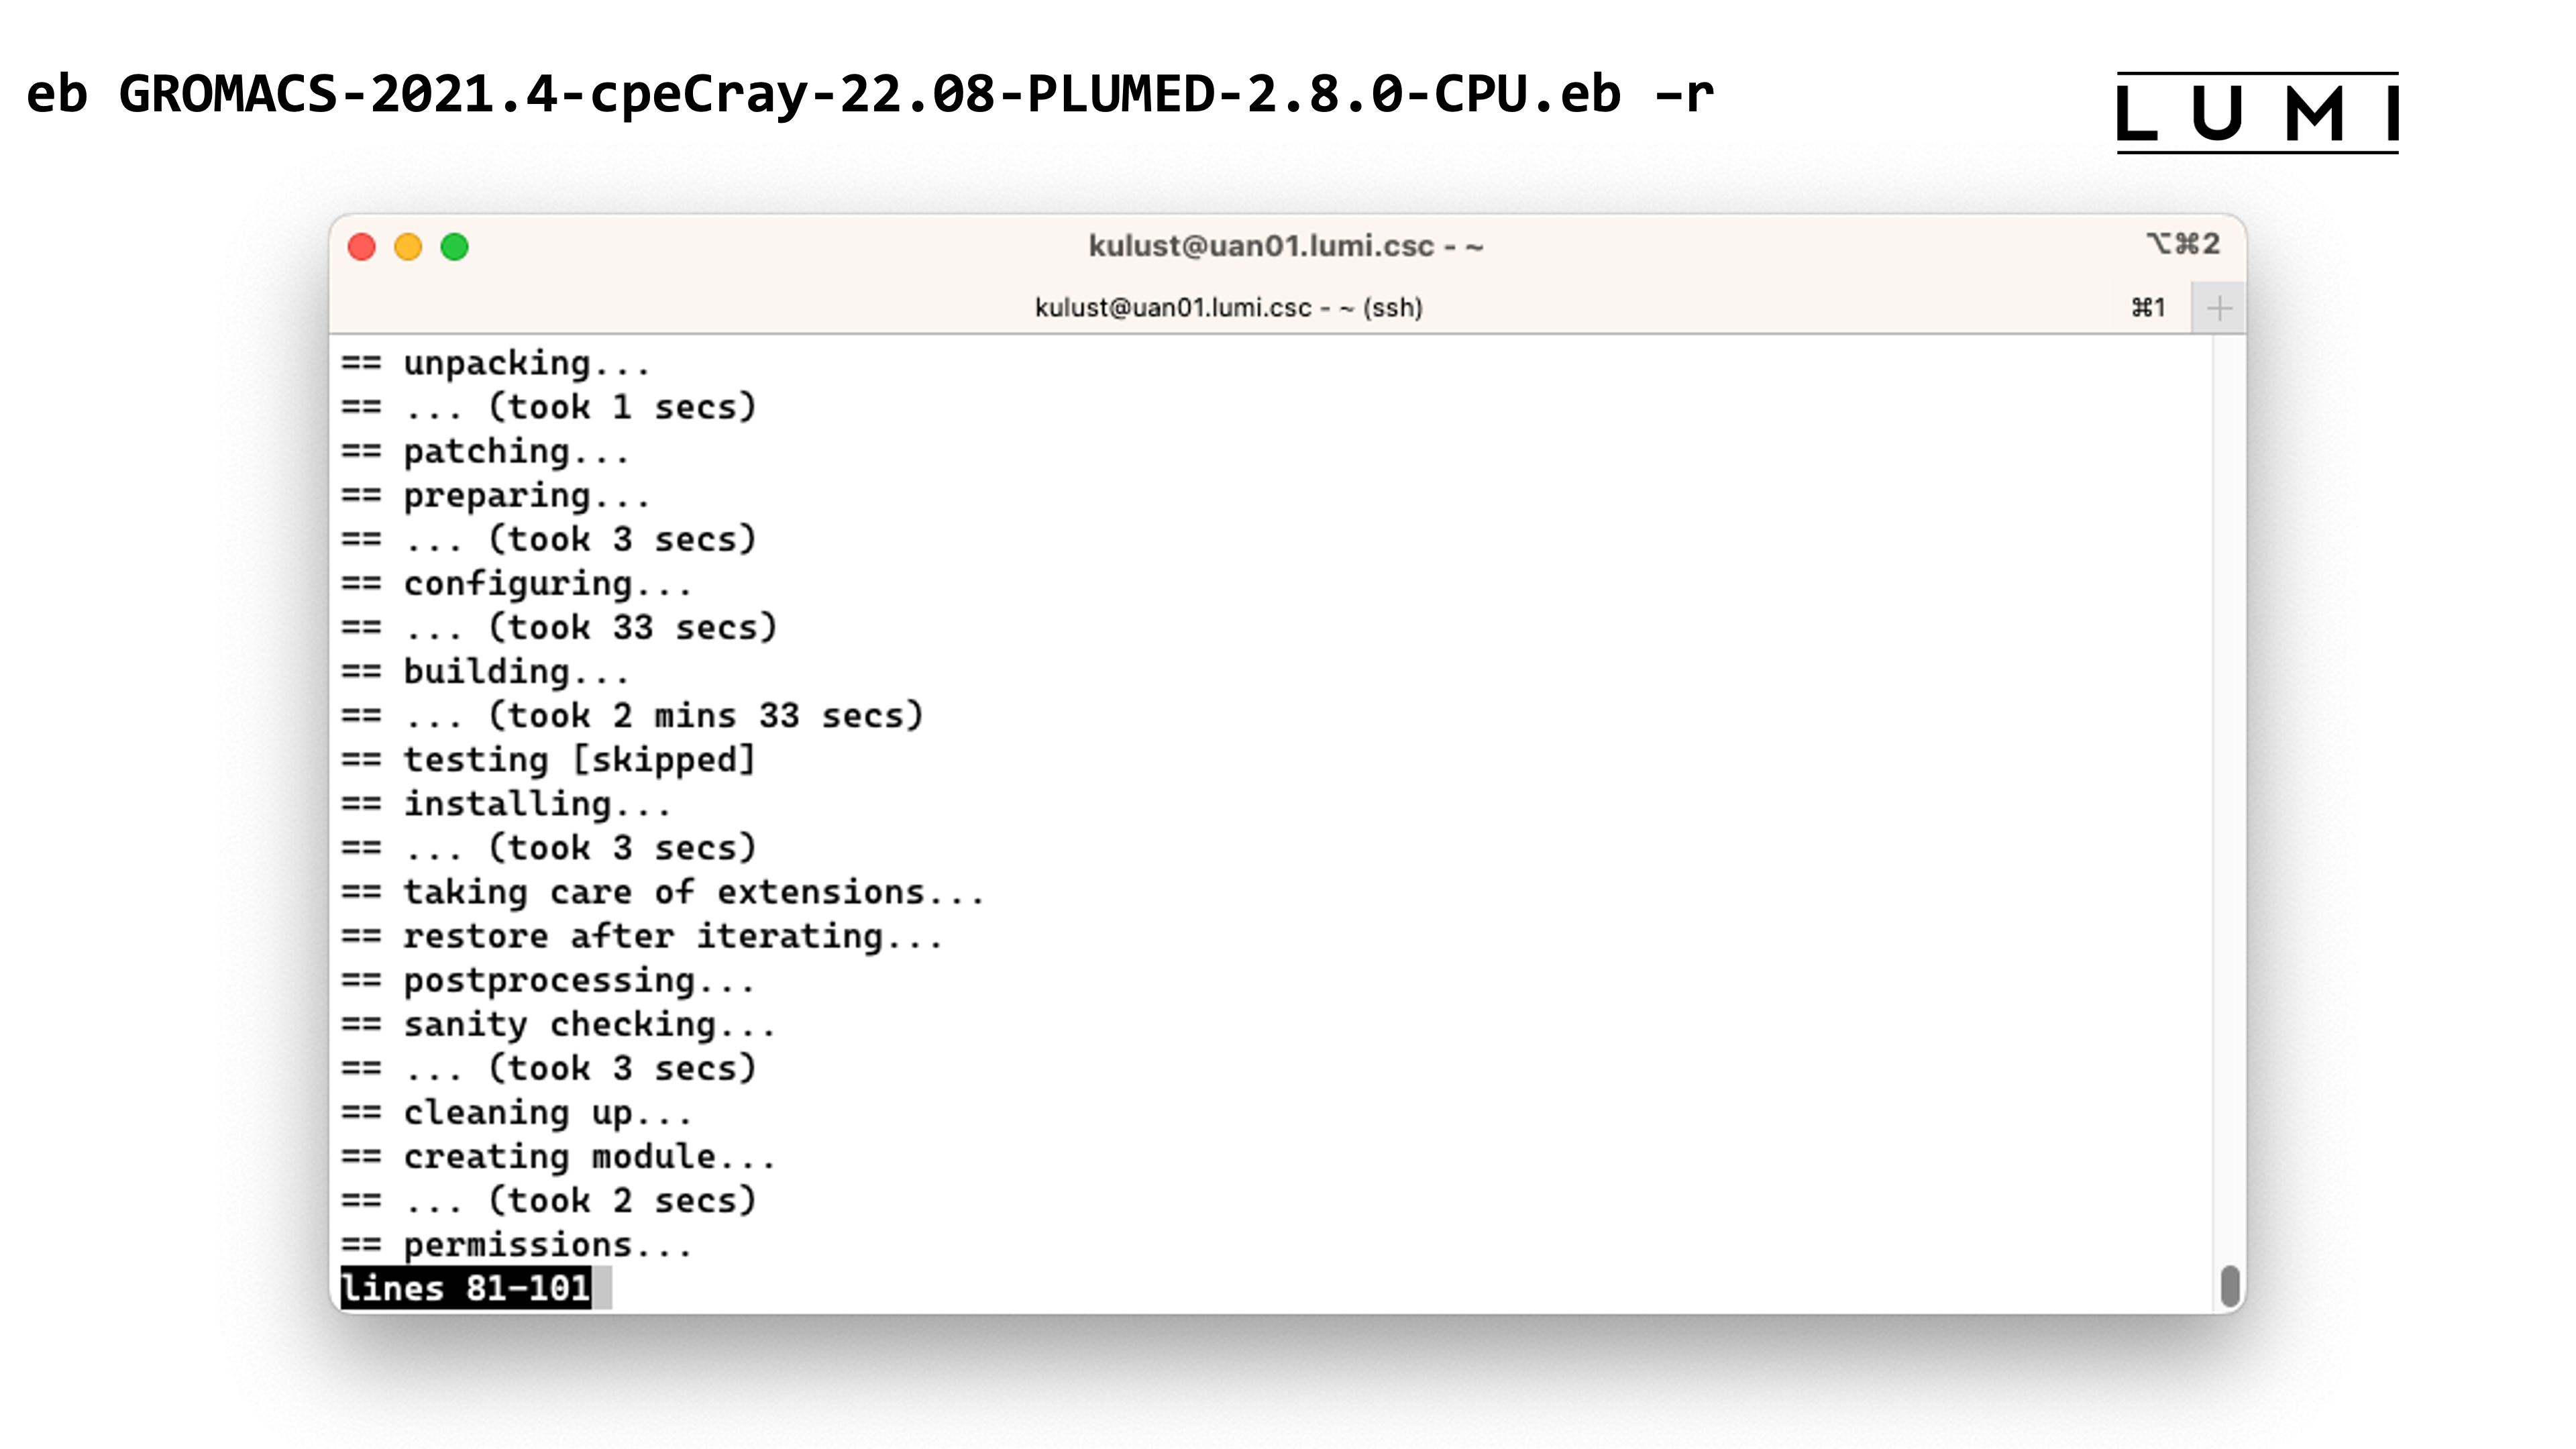 eb GROMACS-2021.4-cpeCray-22.08-PLUMED-2.8.0-CPU.eb –r
LUMI
kulust@uan01.lumi.csc - ~
⌥⌘2
kulust@uan01.lumi.csc - ~ (ssh)
⌘1
== unpacking...
== ... (took 1 secs)
== patching...
== preparing...
== ... (took 3 secs)
== configuring...
== ... (took 33 secs)
== building...
== ... (took 2 mins 33 secs)
== testing [skipped]
== installing...
== ... (took 3 secs)
== taking care of extensions...
== restore after iterating...
== postprocessing...
== sanity checking...
== ... (took 3 secs)
== cleaning up...
== creating module...
== ... (took 2 secs)
== permissions...
lines 81-101